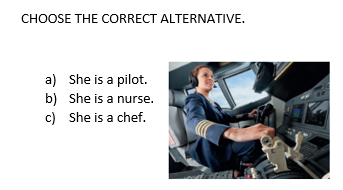 CHOOSE THE CORRECT ALTERNATIVE.
a) She is a pilot.
b) She is a nurse.
c) She is a chef.